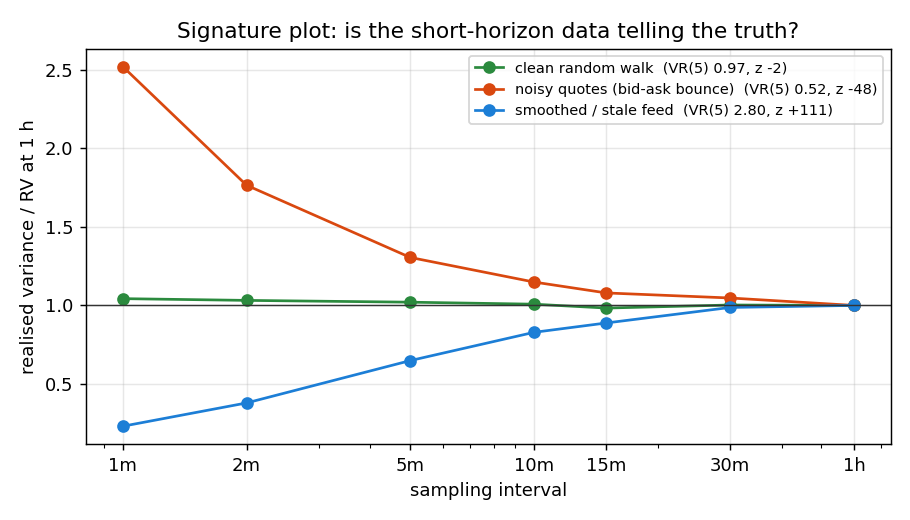 Signature plot: is the short-horizon data telling the truth?
clean random walk  (VR(5) 0.97, z -2)
noisy quotes (bid-ask bounce)  (VR(5) 0.52, z -48)
smoothed / stale feed  (VR(5) 2.80, z +111)
realised variance / RV at 1 h
2.5
2.0
1.5
1.0
0.5
1m 2m 5m 10m 15m 30m 1h
sampling interval